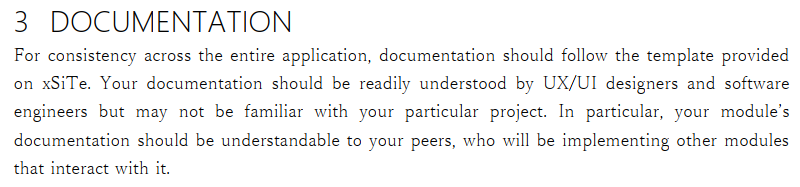 3 DOCUMENTATION
For consistency across the entire application, documentation should follow the template provided
on xSiTe. Your documentation should be readily understood by UX/UI designers and software
engineers but may not be familiar with your particular project. In particular, your module's
documentation should be understandable to your peers, who will be implementing other modules
that interact with it.